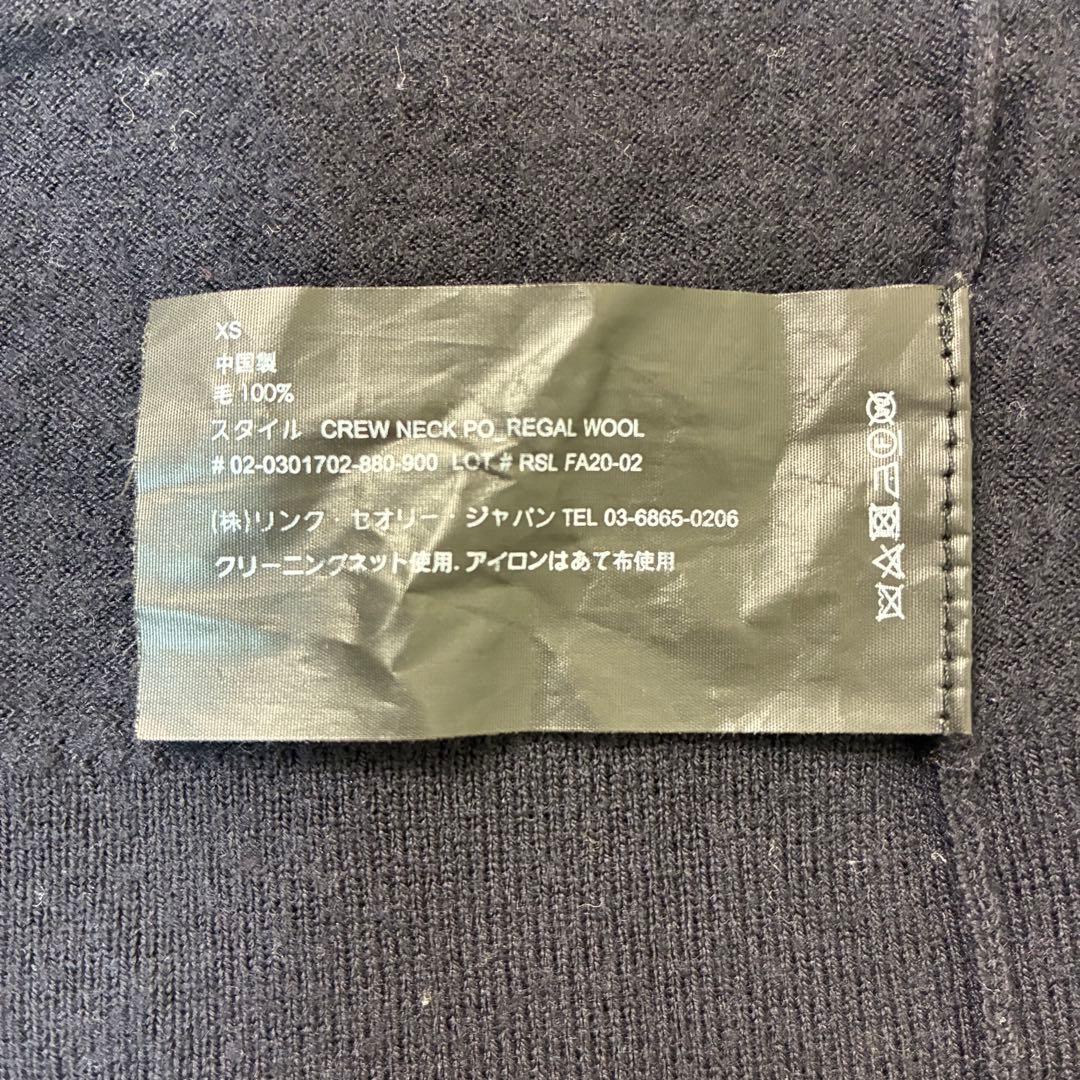 XS
中国製
毛 100%
スタイル CREW NECK PO_REGAL WOOL
# 02-0301702-880-900 LOT # RSL FA20-02
(株)リンク・セオリー・ジャパン TEL 03-6865-0206
クリーニングネット使用.アイロンはあて布使用